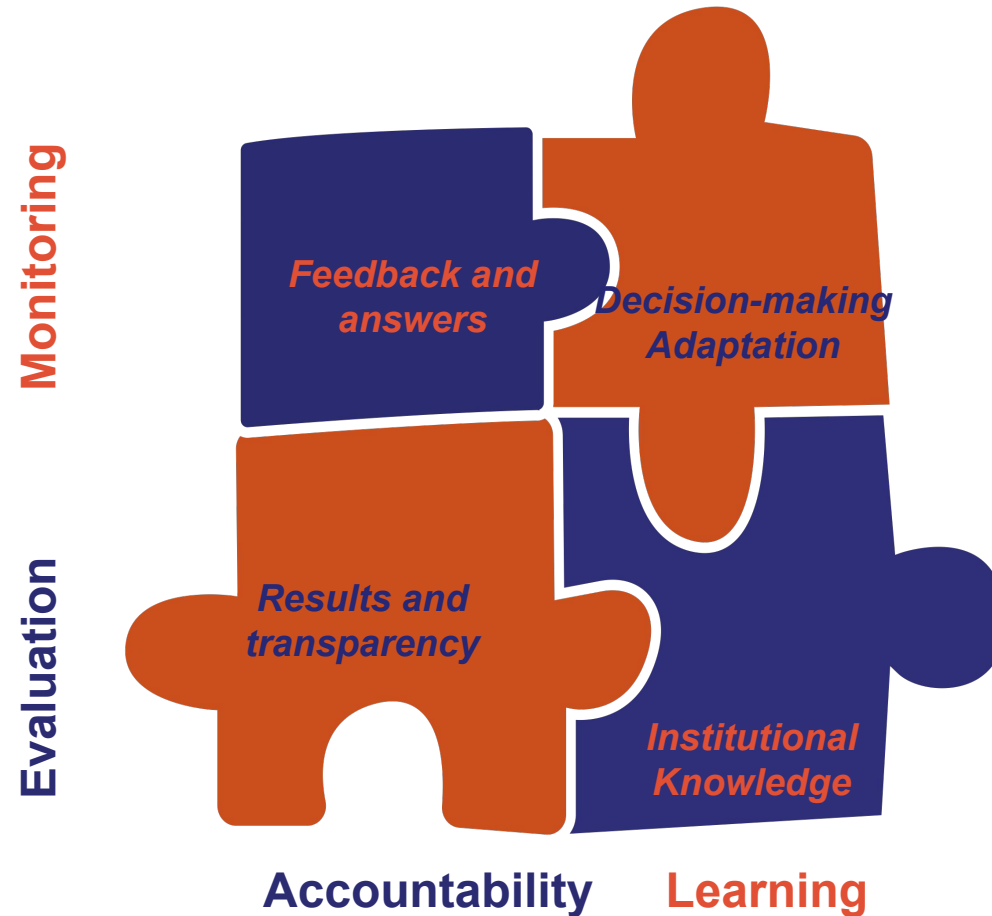 Monitoring
Feedback and
answers
Decision-making
Adaptation
Evaluation
Results and
transparency
Institutional
Knowledge
Accountability
Learning